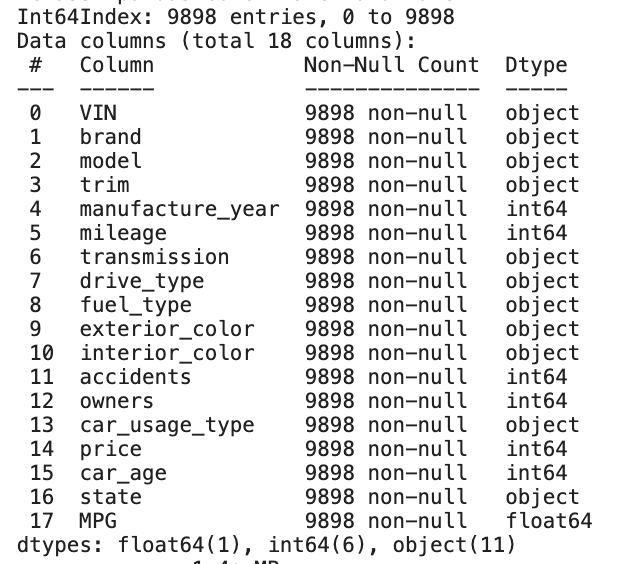 Int64Index: 9898 entries, 0 to 9898
Data columns (total 18 columns):
 #   Column            Non-Null Count  Dtype
---  ------            --------------  -----
 0   VIN               9898 non-null   object
 1   brand             9898 non-null   object
 2   model             9898 non-null   object
 3   trim              9898 non-null   object
 4   manufacture_year  9898 non-null   int64
 5   mileage           9898 non-null   int64
 6   transmission      9898 non-null   object
 7   drive_type        9898 non-null   object
 8   fuel_type         9898 non-null   object
 9   exterior_color    9898 non-null   object
 10  interior_color    9898 non-null   object
 11  accidents         9898 non-null   int64
 12  owners            9898 non-null   int64
 13  car_usage_type    9898 non-null   object
 14  price             9898 non-null   int64
 15  car_age           9898 non-null   int64
 16  state             9898 non-null   object
 17  MPG               9898 non-null   float64
dtypes: float64(1), int64(6), object(11)